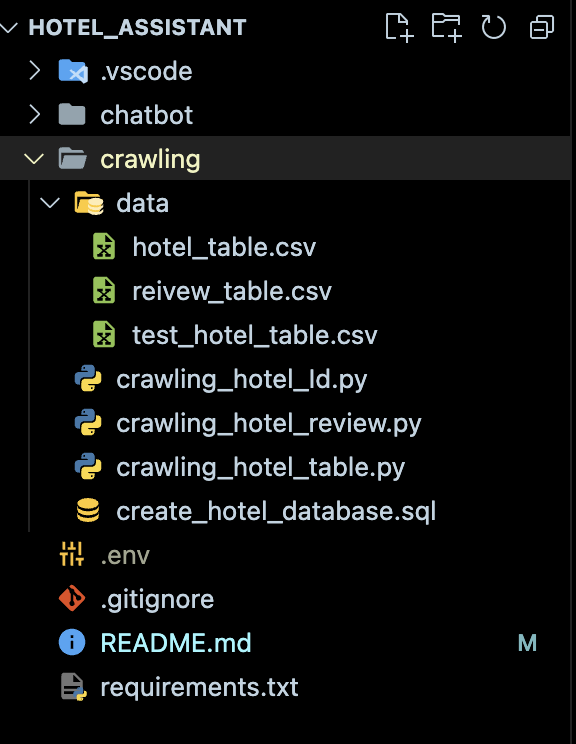 HOTEL_ASSISTANT
.vscode
chatbot
crawling
data
hotel_table.csv
reivew_table.csv
test_hotel_table.csv
crawling_hotel_Id.py
crawling_hotel_review.py
crawling_hotel_table.py
create_hotel_database.sql
.env
.gitignore
README.md M
requirements.txt